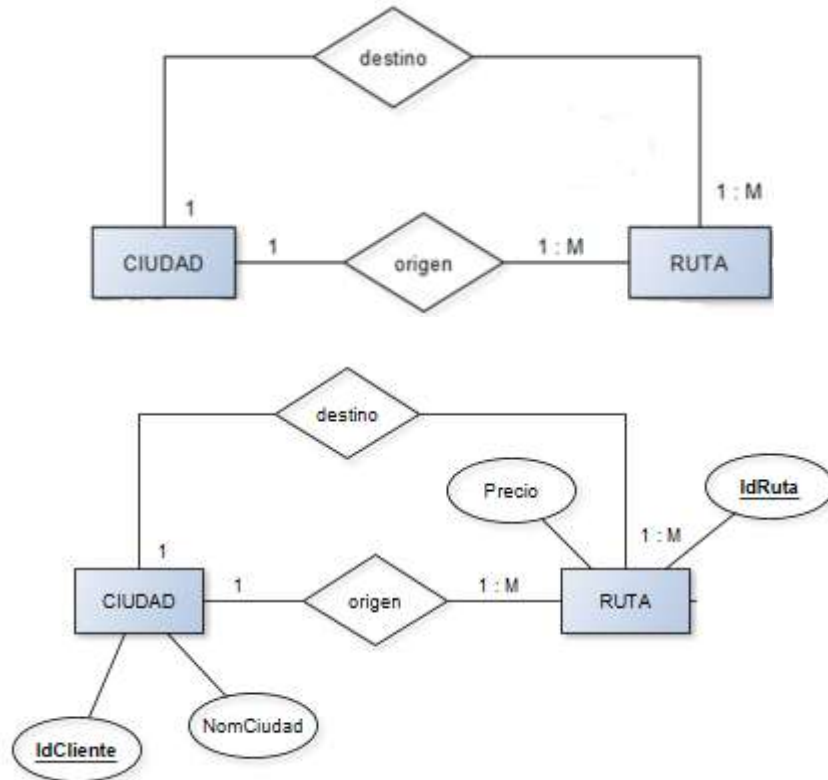 destino
1
1 : M
CIUDAD
1
origen
1 : M
RUTA
destino
Precio
IdRuta
1
1 : M
CIUDAD
1
origen
1 : M
RUTA
IdCliente
NomCiudad